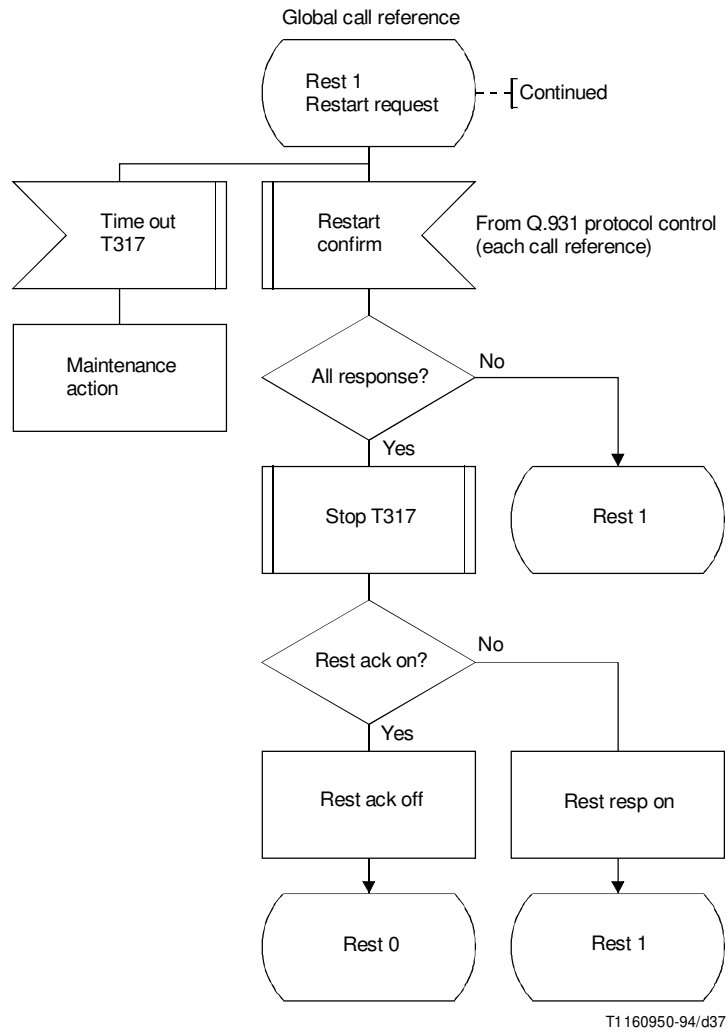 Global call reference
Rest 1
Restart request
Continued
Time out
T317
Restart
confirm
From Q.931 protocol control
(each call reference)
Maintenance
action
All response?
No
Yes
Stop T317
Rest 1
Rest ack on?
No
Yes
Rest ack off
Rest resp on
Rest 0
Rest 1
T1160950-94/d37